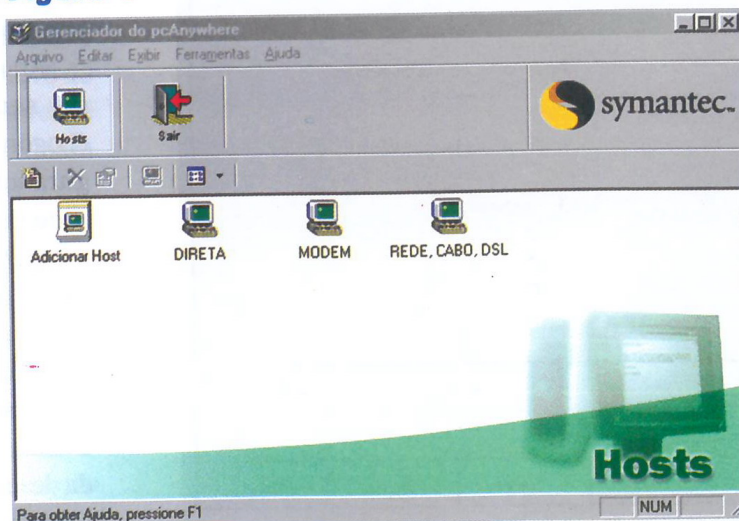 Gerenciador do pcAnywhere
Arquivo Editar Exibir Ferramentas Ajuda
Hosts
Sair
symantec™
Adicionar Host
DIRETA
MODEM
REDE, CABO, DSL
Hosts
Para obter Ajuda, pressione F1
NUM